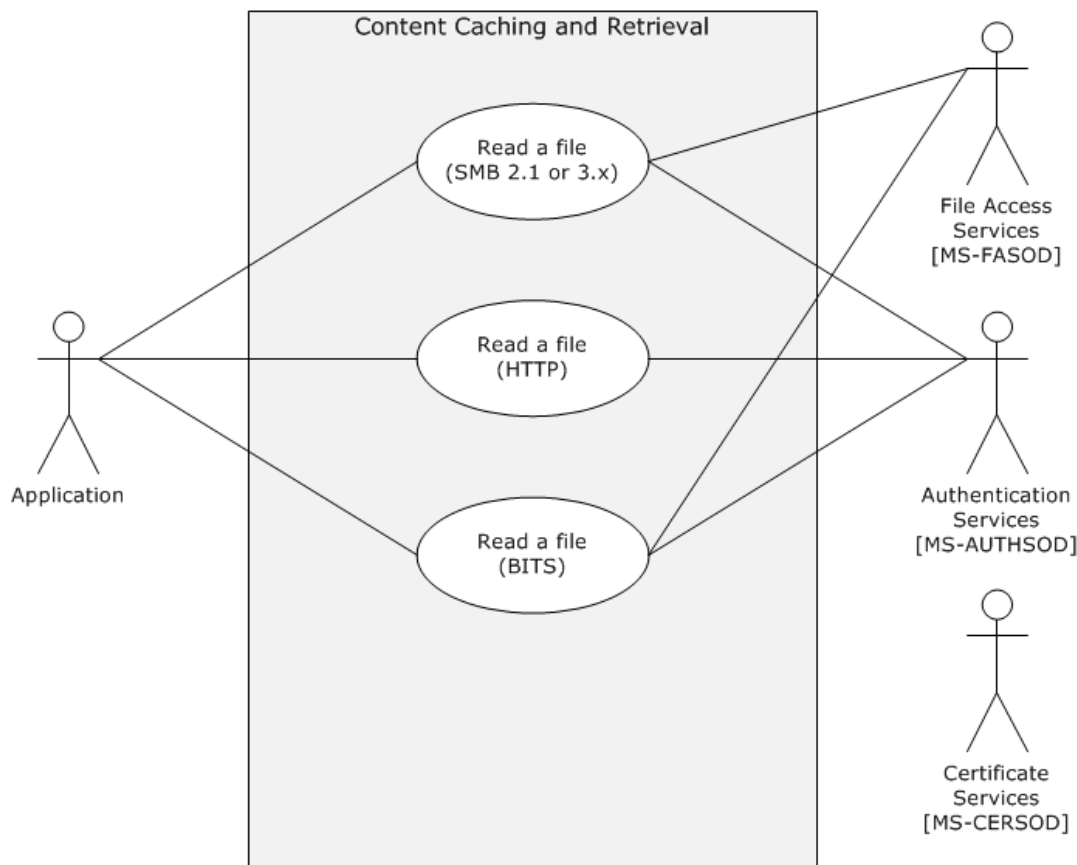 Content Caching and Retrieval
Read a file
(SMB 2.1 or 3.x)
File Access
Services
[MS-FASOD]
Read a file
(HTTP)
Application
Authentication
Services
[MS-AUTHSOD]
Read a file
(BITS)
Certificate
Services
[MS-CERSOD]